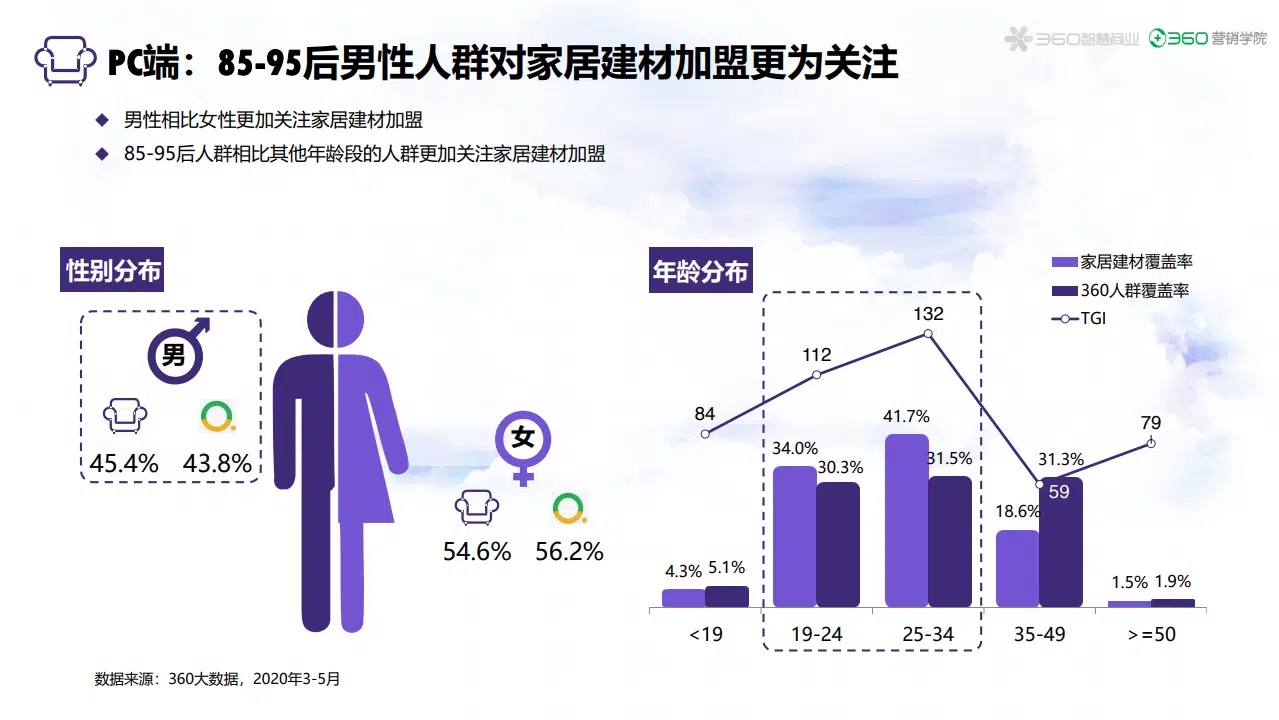 PC端：85-95后男性人群对家居建材加盟更为关注
360智慧商业
360 营销学院
男性相比女性更加关注家居建材加盟
85-95后人群相比其他年龄段的人群更加关注家居建材加盟
性别分布
男
45.4% 43.8%
女
54.6% 56.2%
年龄分布
家居建材覆盖率
360人群覆盖率
TGI
84 112 132 59 79
4.3% 5.1% 34.0% 30.3% 41.7% 31.5% 18.6% 31.3% 1.5% 1.9%
<19 19-24 25-34 35-49 >=50
数据来源：360大数据，2020年3-5月